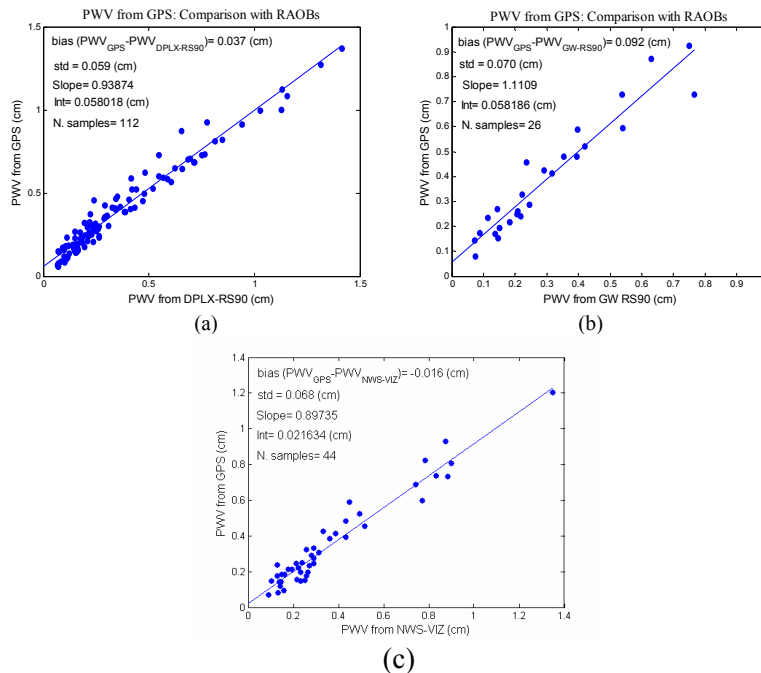 PWV from GPS: Comparison with RAOBs
bias (PWV_GPS-PWV_DPLX-RS90)= 0.037 (cm)
std = 0.059 (cm)
Slope= 0.93874
Int= 0.058018 (cm)
N. samples= 112
PWV from GPS (cm)
1.5
1
0.5
0
0
0.5
1
1.5
PWV from DPLX-RS90 (cm)
(a)
PWV from GPS: Comparison with RAOBs
bias (PWV_GPS-PWV_GW-RS90)= 0.092 (cm)
std = 0.070 (cm)
Slope= 1.1109
Int= 0.058186 (cm)
N. samples= 26
PWV from GPS (cm)
1
0.9
0.8
0.7
0.6
0.5
0.4
0.3
0.2
0.1
0
0 0.1 0.2 0.3 0.4 0.5 0.6 0.7 0.8 0.9
PWV from GW RS90 (cm)
(b)
bias (PWV_GPS-PWV_NWS-VIZ)= -0.016 (cm)
std = 0.068 (cm)
Slope= 0.89735
Int= 0.021634 (cm)
N. samples= 44
PWV from GPS (cm)
1.4
1.2
1
0.8
0.6
0.4
0.2
0
0 0.2 0.4 0.6 0.8 1 1.2 1.4
PWV from NWS-VIZ (cm)
(c)